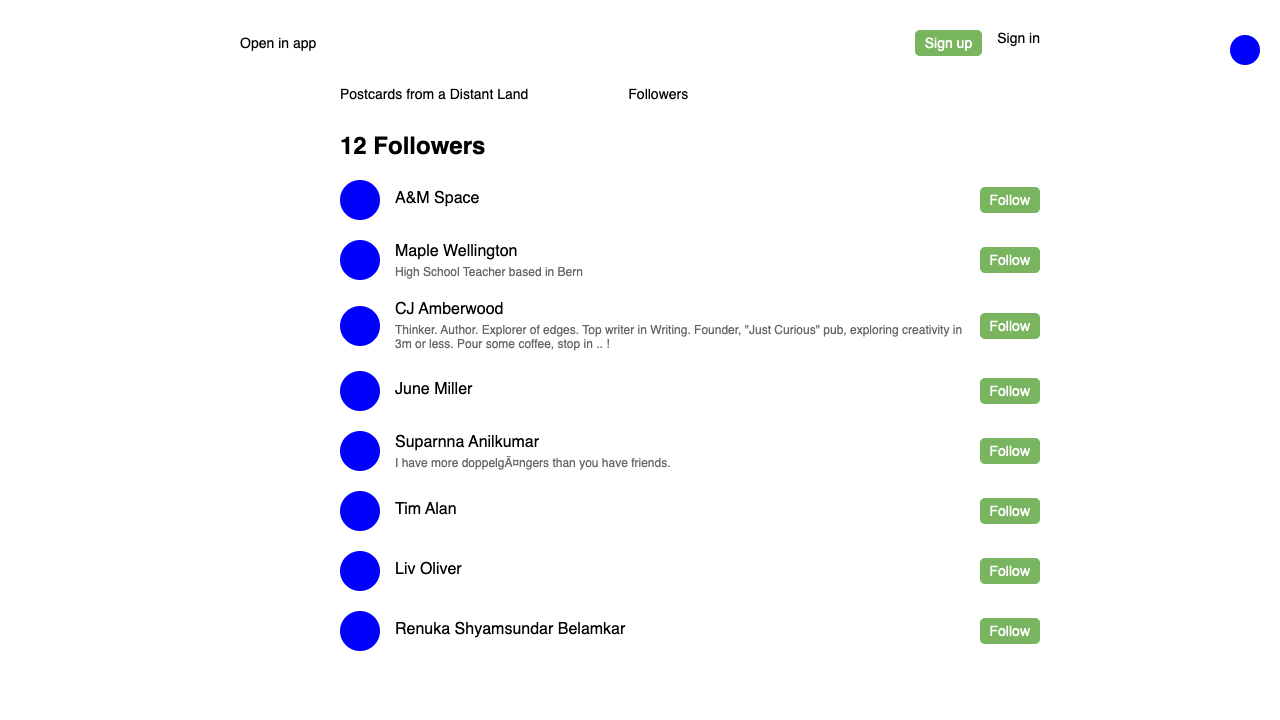 Open in app
Sign up
Sign in
Postcards from a Distant Land
Followers
12 Followers
A&M Space
Follow
Maple Wellington
High School Teacher based in Bern
Follow
CJ Amberwood
Thinker. Author. Explorer of edges. Top writer in Writing. Founder, "Just Curious" pub, exploring creativity in
3m or less. Pour some coffee, stop in .. !
Follow
June Miller
Follow
Suparnna Anilkumar
I have more doppelgÃ¤ngers than you have friends.
Follow
Tim Alan
Follow
Liv Oliver
Follow
Renuka Shyamsundar Belamkar
Follow